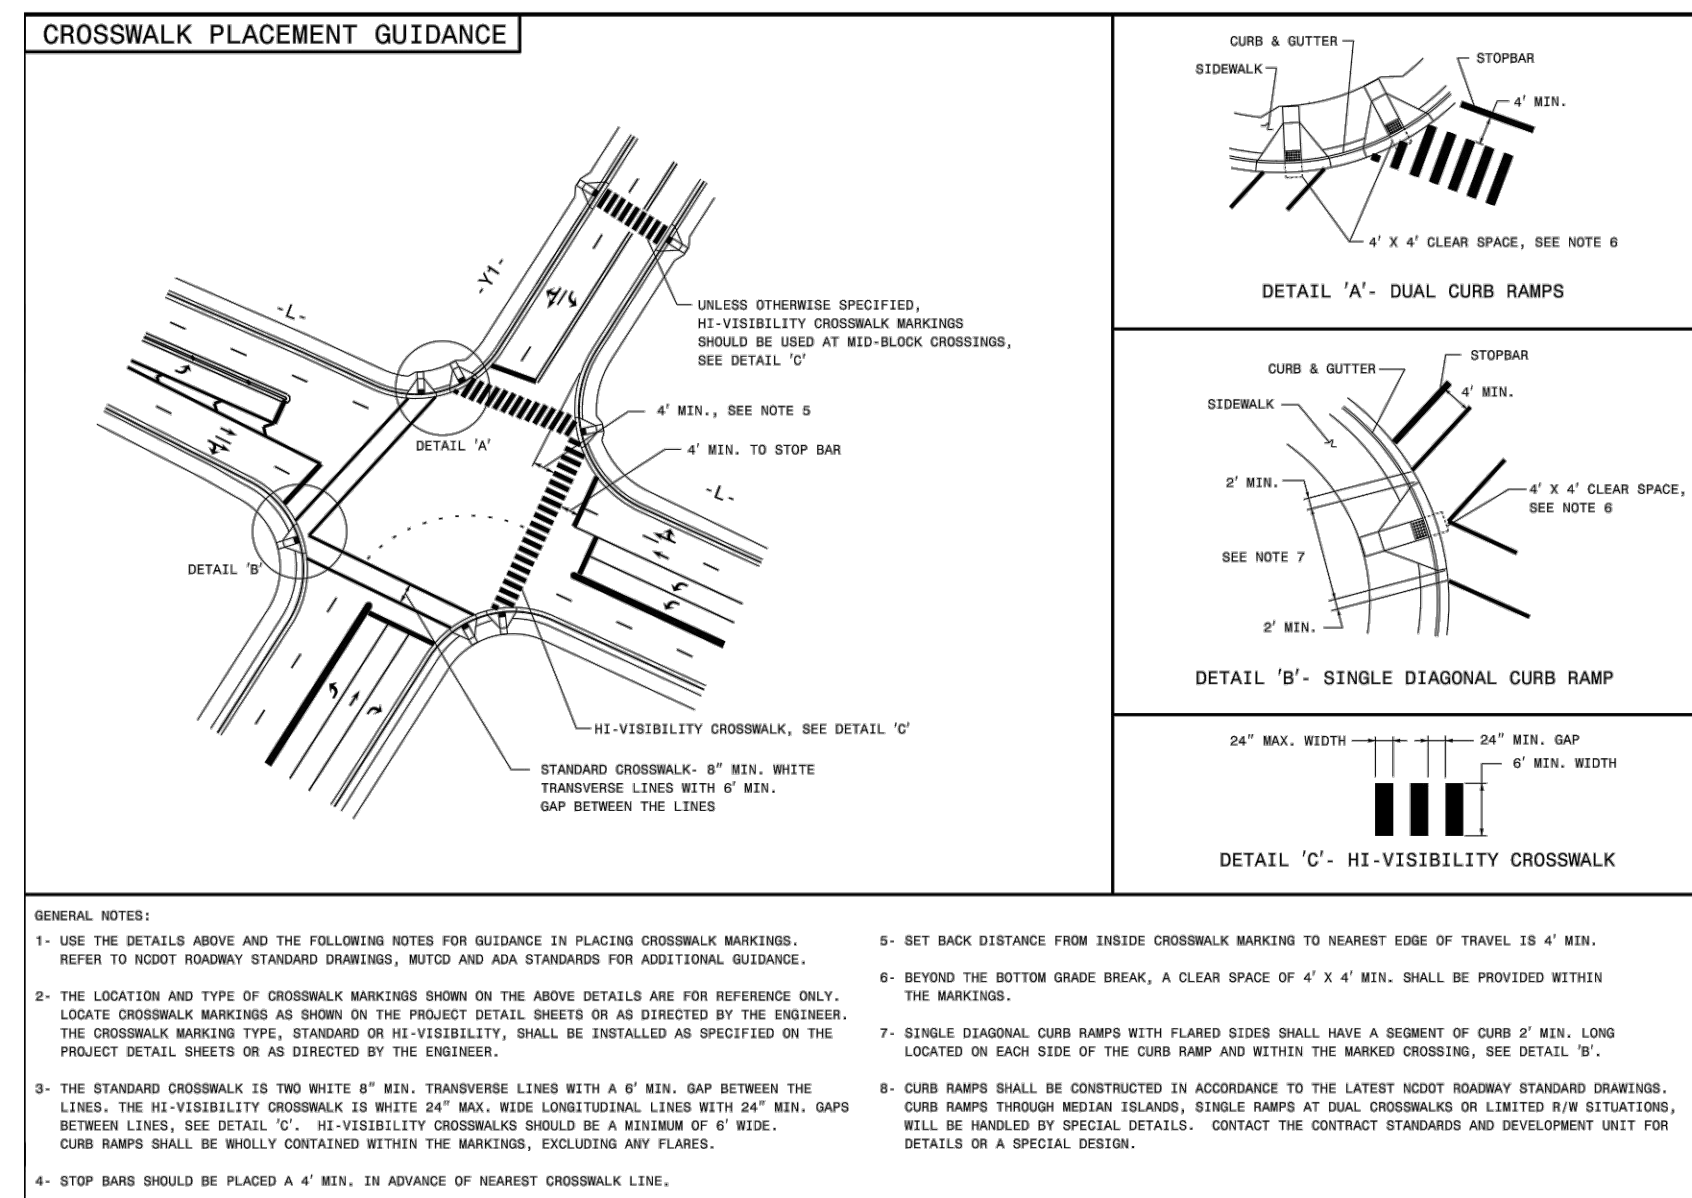 CROSSWALK PLACEMENT GUIDANCE
-Y1-
-L-
UNLESS OTHERWISE SPECIFIED,
HI-VISIBILITY CROSSWALK MARKINGS
SHOULD BE USED AT MID-BLOCK CROSSINGS,
SEE DETAIL 'C'
4' MIN., SEE NOTE 5
DETAIL 'A'
4' MIN. TO STOP BAR
-L-
DETAIL 'B'
HI-VISIBILITY CROSSWALK, SEE DETAIL 'C'
STANDARD CROSSWALK- 8" MIN. WHITE
TRANSVERSE LINES WITH 6' MIN.
GAP BETWEEN THE LINES
CURB & GUTTER
STOPBAR
SIDEWALK
4' MIN.
4' X 4' CLEAR SPACE, SEE NOTE 6
DETAIL 'A'- DUAL CURB RAMPS
STOPBAR
CURB & GUTTER
4' MIN.
SIDEWALK
2' MIN.
4' X 4' CLEAR SPACE,
SEE NOTE 6
SEE NOTE 7
2' MIN.
DETAIL 'B'- SINGLE DIAGONAL CURB RAMP
24" MAX. WIDTH
24" MIN. GAP
6' MIN. WIDTH
DETAIL 'C'- HI-VISIBILITY CROSSWALK
GENERAL NOTES:
1- USE THE DETAILS ABOVE AND THE FOLLOWING NOTES FOR GUIDANCE IN PLACING CROSSWALK MARKINGS.
REFER TO NCDOT ROADWAY STANDARD DRAWINGS, MUTCD AND ADA STANDARDS FOR ADDITIONAL GUIDANCE.
2- THE LOCATION AND TYPE OF CROSSWALK MARKINGS SHOWN ON THE ABOVE DETAILS ARE FOR REFERENCE ONLY.
LOCATE CROSSWALK MARKINGS AS SHOWN ON THE PROJECT DETAIL SHEETS OR AS DIRECTED BY THE ENGINEER.
THE CROSSWALK MARKING TYPE, STANDARD OR HI-VISIBILITY, SHALL BE INSTALLED AS SPECIFIED ON THE
PROJECT DETAIL SHEETS OR AS DIRECTED BY THE ENGINEER.
3- THE STANDARD CROSSWALK IS TWO WHITE 8" MIN. TRANSVERSE LINES WITH A 6' MIN. GAP BETWEEN THE
LINES. THE HI-VISIBILITY CROSSWALK IS WHITE 24" MAX. WIDE LONGITUDINAL LINES WITH 24" MIN. GAPS
BETWEEN LINES, SEE DETAIL 'C'. HI-VISIBILITY CROSSWALKS SHOULD BE A MINIMUM OF 6' WIDE.
CURB RAMPS SHALL BE WHOLLY CONTAINED WITHIN THE MARKINGS, EXCLUDING ANY FLARES.
4- STOP BARS SHOULD BE PLACED A 4' MIN. IN ADVANCE OF NEAREST CROSSWALK LINE.
5- SET BACK DISTANCE FROM INSIDE CROSSWALK MARKING TO NEAREST EDGE OF TRAVEL IS 4' MIN.
6- BEYOND THE BOTTOM GRADE BREAK, A CLEAR SPACE OF 4' X 4' MIN. SHALL BE PROVIDED WITHIN
THE MARKINGS.
7- SINGLE DIAGONAL CURB RAMPS WITH FLARED SIDES SHALL HAVE A SEGMENT OF CURB 2' MIN. LONG
LOCATED ON EACH SIDE OF THE CURB RAMP AND WITHIN THE MARKED CROSSING, SEE DETAIL 'B'.
8- CURB RAMPS SHALL BE CONSTRUCTED IN ACCORDANCE TO THE LATEST NCDOT ROADWAY STANDARD DRAWINGS.
CURB RAMPS THROUGH MEDIAN ISLANDS, SINGLE RAMPS AT DUAL CROSSWALKS OR LIMITED R/W SITUATIONS,
WILL BE HANDLED BY SPECIAL DETAILS. CONTACT THE CONTRACT STANDARDS AND DEVELOPMENT UNIT FOR
DETAILS OR A SPECIAL DESIGN.